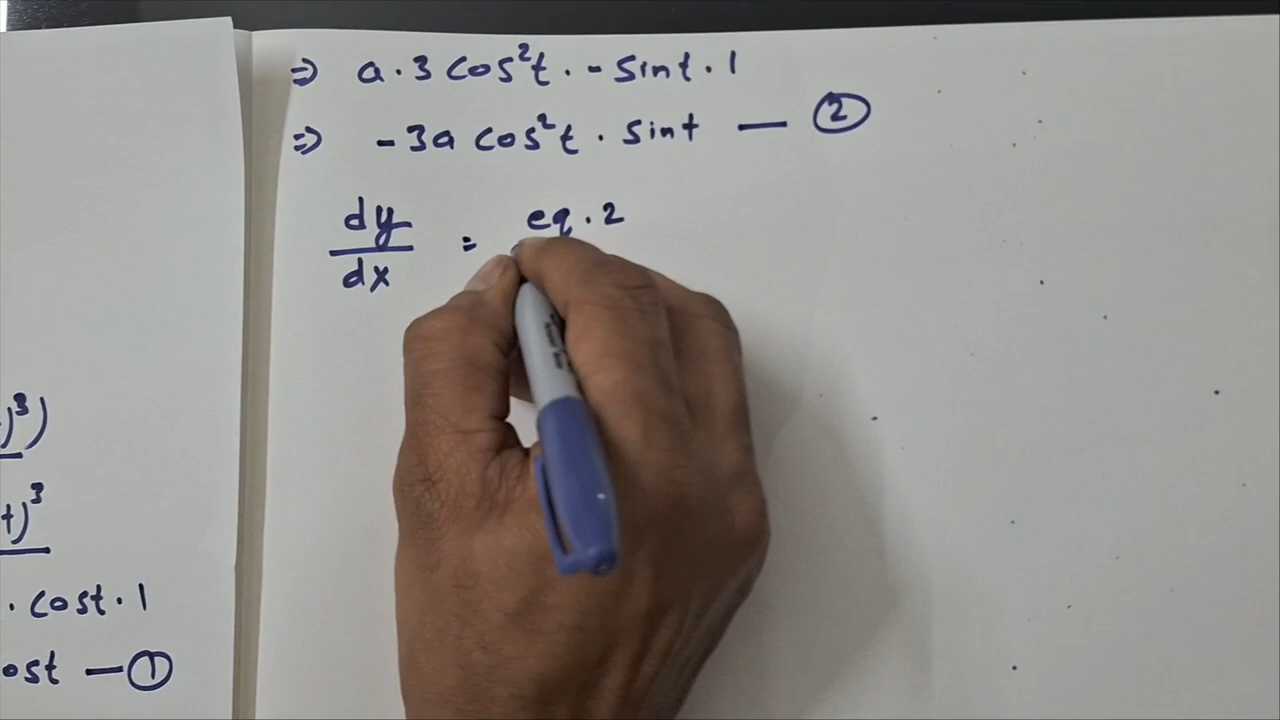 )³)
t)³
. cost . 1
ost — ①
⇒ a . 3 cos²t . - sint . 1
⇒ - 3a cos²t . sint — ②
dy/dx = eq . 2